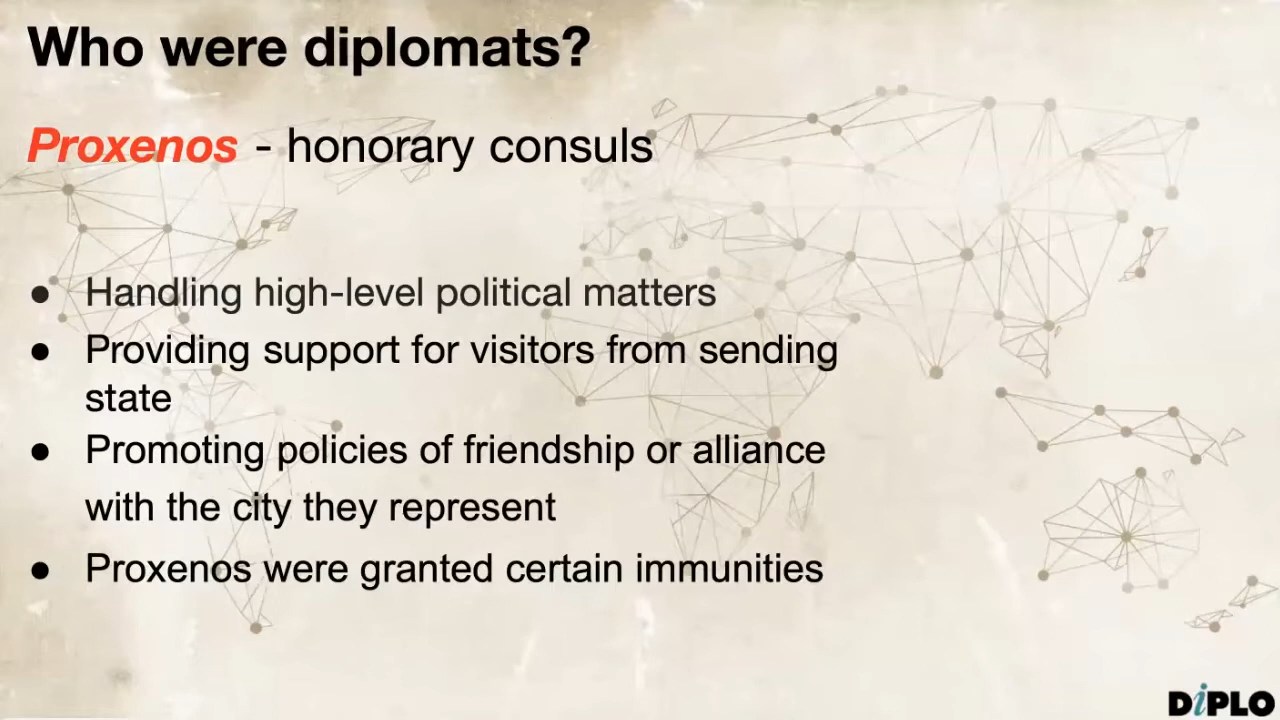 Who were diplomats?
Proxenos - honorary consuls
● Handling high-level political matters
● Providing support for visitors from sending
state
● Promoting policies of friendship or alliance
with the city they represent
● Proxenos were granted certain immunities
DiPLO